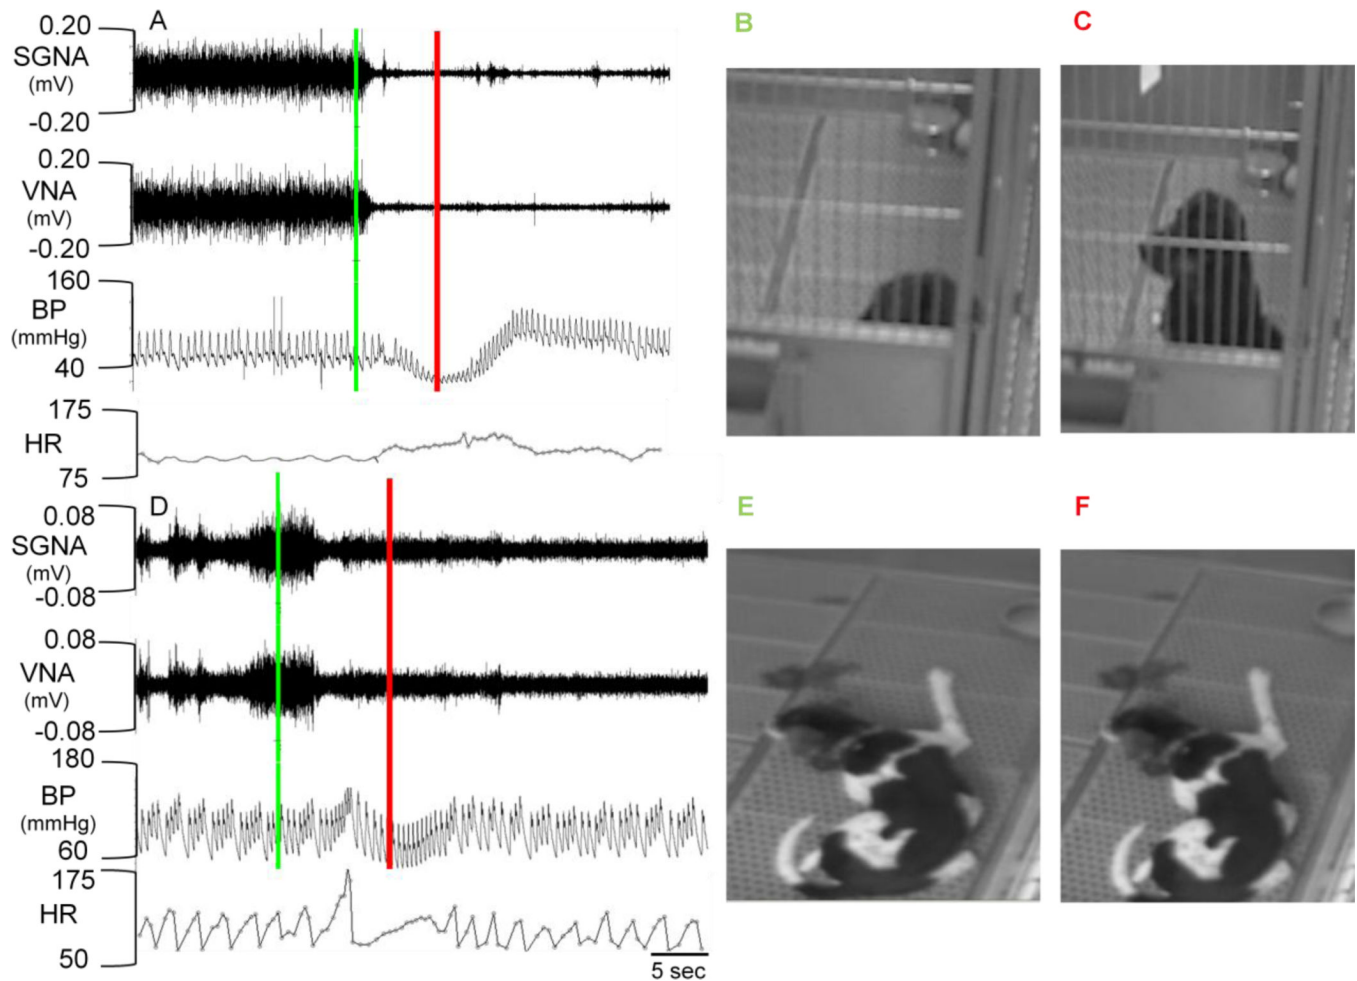 A
0.20
SGNA
(mV)
-0.20
0.20
VNA
(mV)
-0.20
160
BP
(mmHg)
40
175
HR
75
B
C
D
0.08
SGNA
(mV)
-0.08
0.08
VNA
(mV)
-0.08
180
BP
(mmHg)
60
175
HR
50
5 sec
E
F